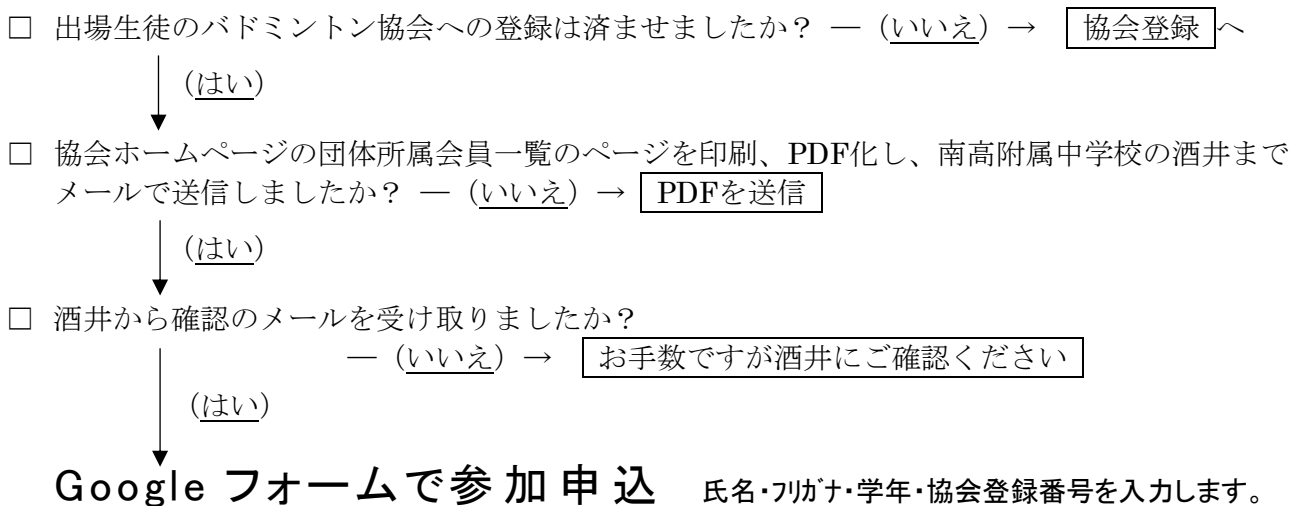 □ 出場生徒のバドミントン協会への登録は済ませましたか？ ― (いいえ) → 協会登録 へ
(はい)
□ 協会ホームページの団体所属会員一覧のページを印刷、PDF化し、南高附属中学校の酒井まで
メールで送信しましたか？ ― (いいえ) → PDFを送信
(はい)
□ 酒井から確認のメールを受け取りましたか？
― (いいえ) → お手数ですが酒井にご確認ください
(はい)
Google フォームで参加申込 氏名・ﾌﾘｶﾞﾅ・学年・協会登録番号を入力します。